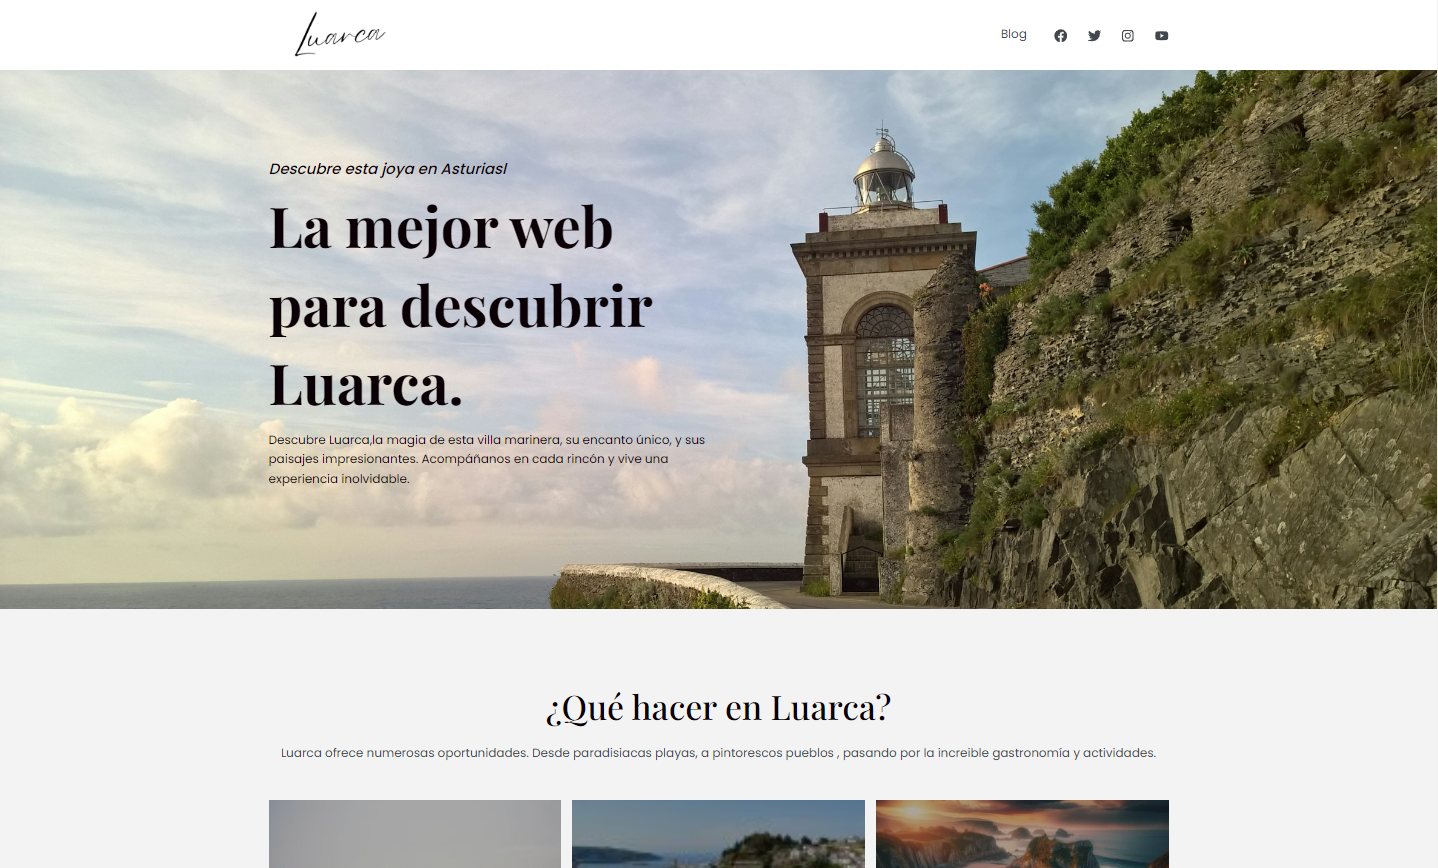 Luarca
Blog
Descubre esta joya en Asturiasl
La mejor web
para descubrir
Luarca.
Descubre Luarca,la magia de esta villa marinera, su encanto único, y sus
paisajes impresionantes. Acompáñanos en cada rincón y vive una
experiencia inolvidable.
¿Qué hacer en Luarca?
Luarca ofrece numerosas oportunidades. Desde paradisiacas playas, a pintorescos pueblos , pasando por la increible gastronomía y actividades.